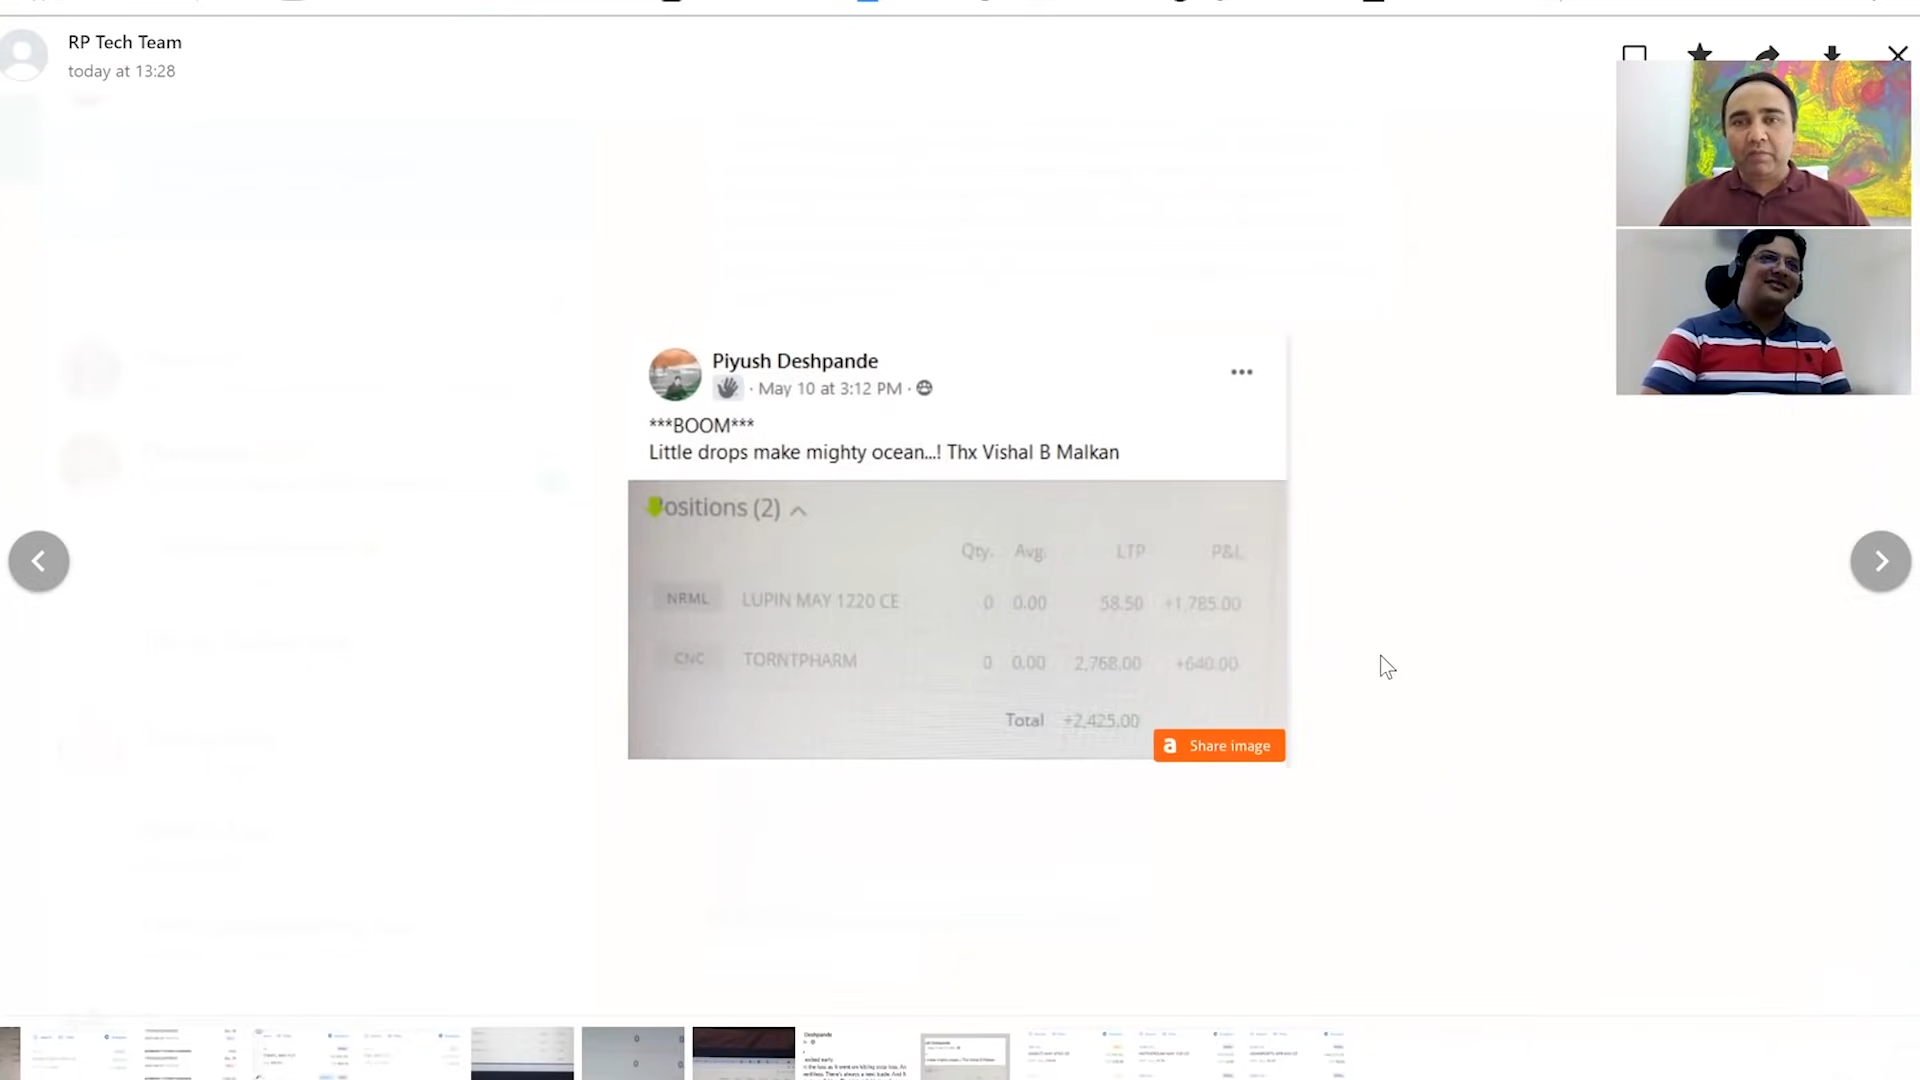 RP Tech Team
today at 13:28
Piyush Deshpande
· May 10 at 3:12 PM ·
***BOOM***
Little drops make mighty ocean...! Thx Vishal B Malkan
ositions (2)
Qty. Avg. LTP P&L
NRML LUPIN MAY 1220 CE 0 0.00 58.50 +1,785.00
CNC TORNTPHARM 0 0.00 2,768.00 +640.00
Total +2,425.00
a Share image